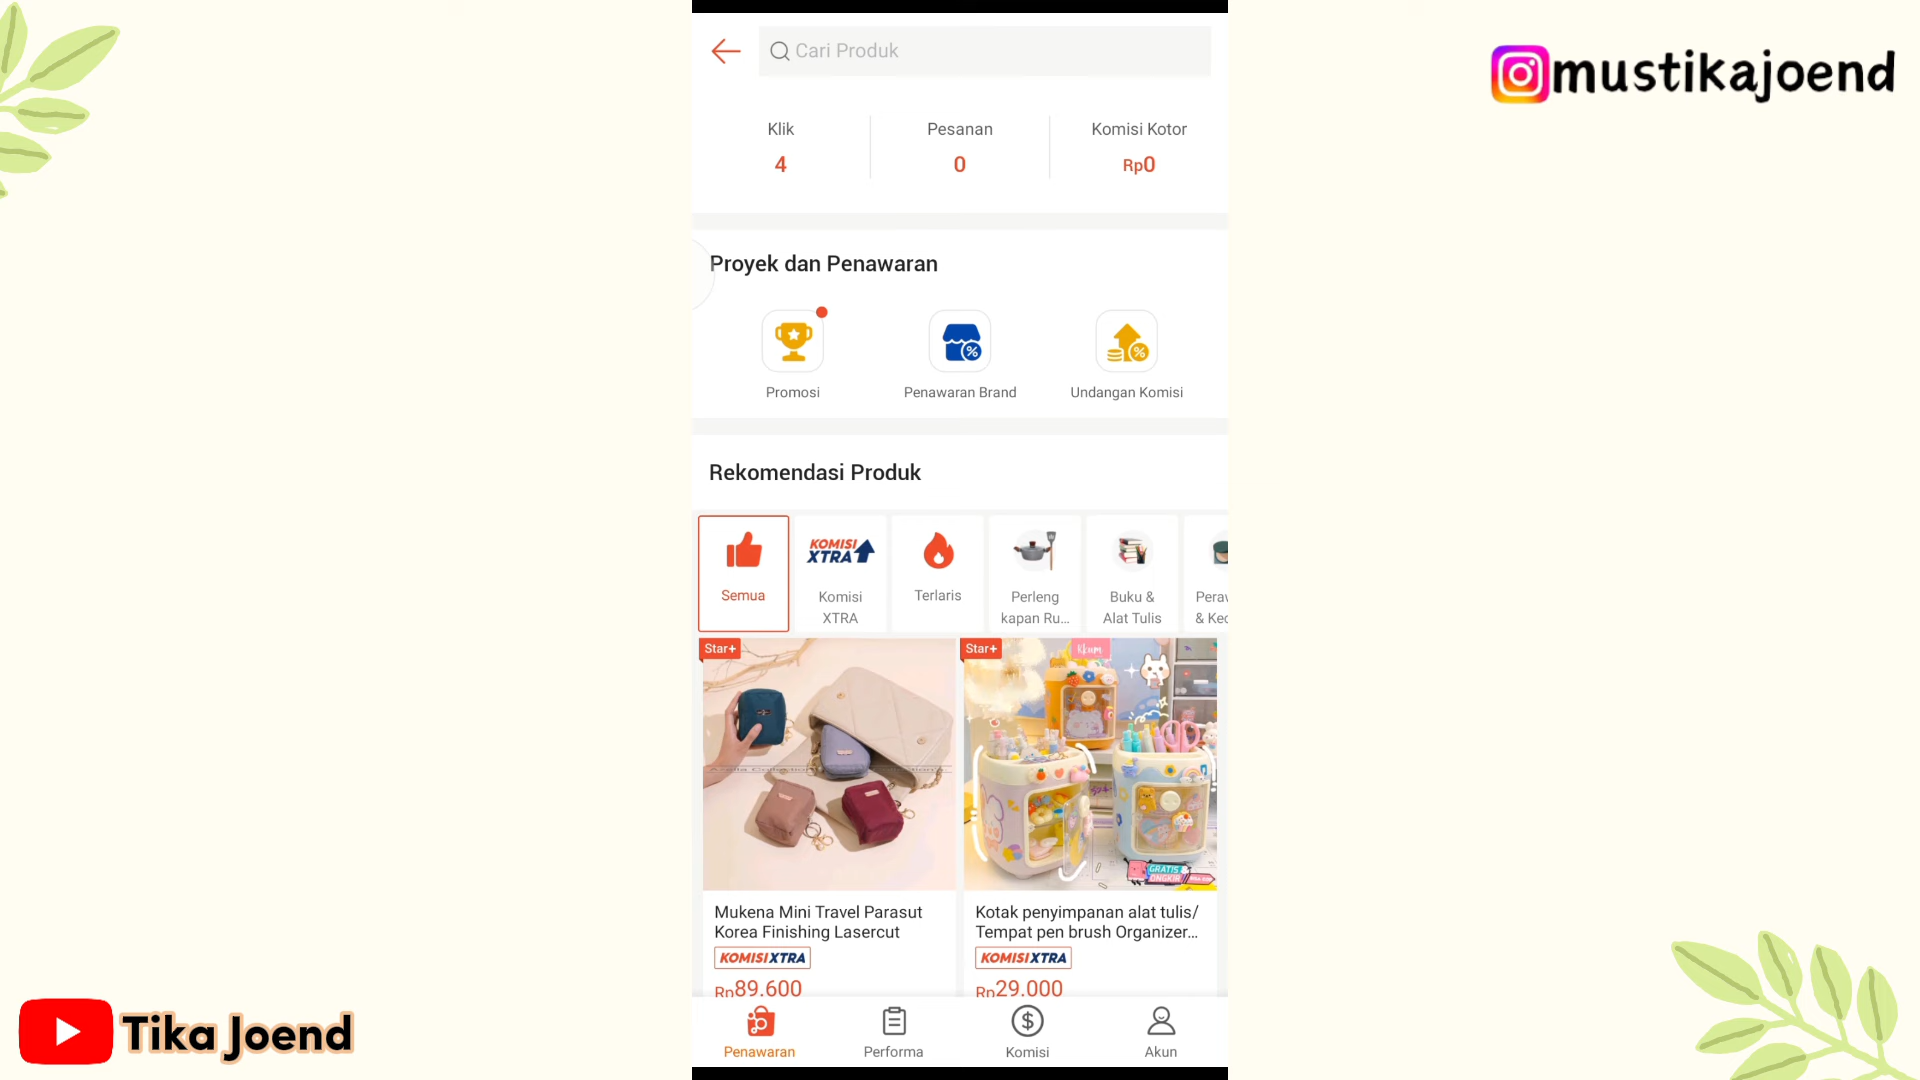 Cari Produk
mustikajoend
Klik
Pesanan
Komisi Kotor
4
0
Rp0
Proyek dan Penawaran
Promosi
Penawaran Brand
Undangan Komisi
Rekomendasi Produk
KOMISI
XTRA
Semua
Komisi
XTRA
Terlaris
Perleng
kapan Ru...
Buku &
Alat Tulis
Star+
Star+
GRATIS
ONGKIR
Mukena Mini Travel Parasut
Korea Finishing Lasercut
KOMISI XTRA
Rp89.600
Kotak penyimpanan alat tulis/
Tempat pen brush Organizer...
KOMISI XTRA
Rp29.000
Penawaran
Performa
Komisi
Akun
Tika Joend